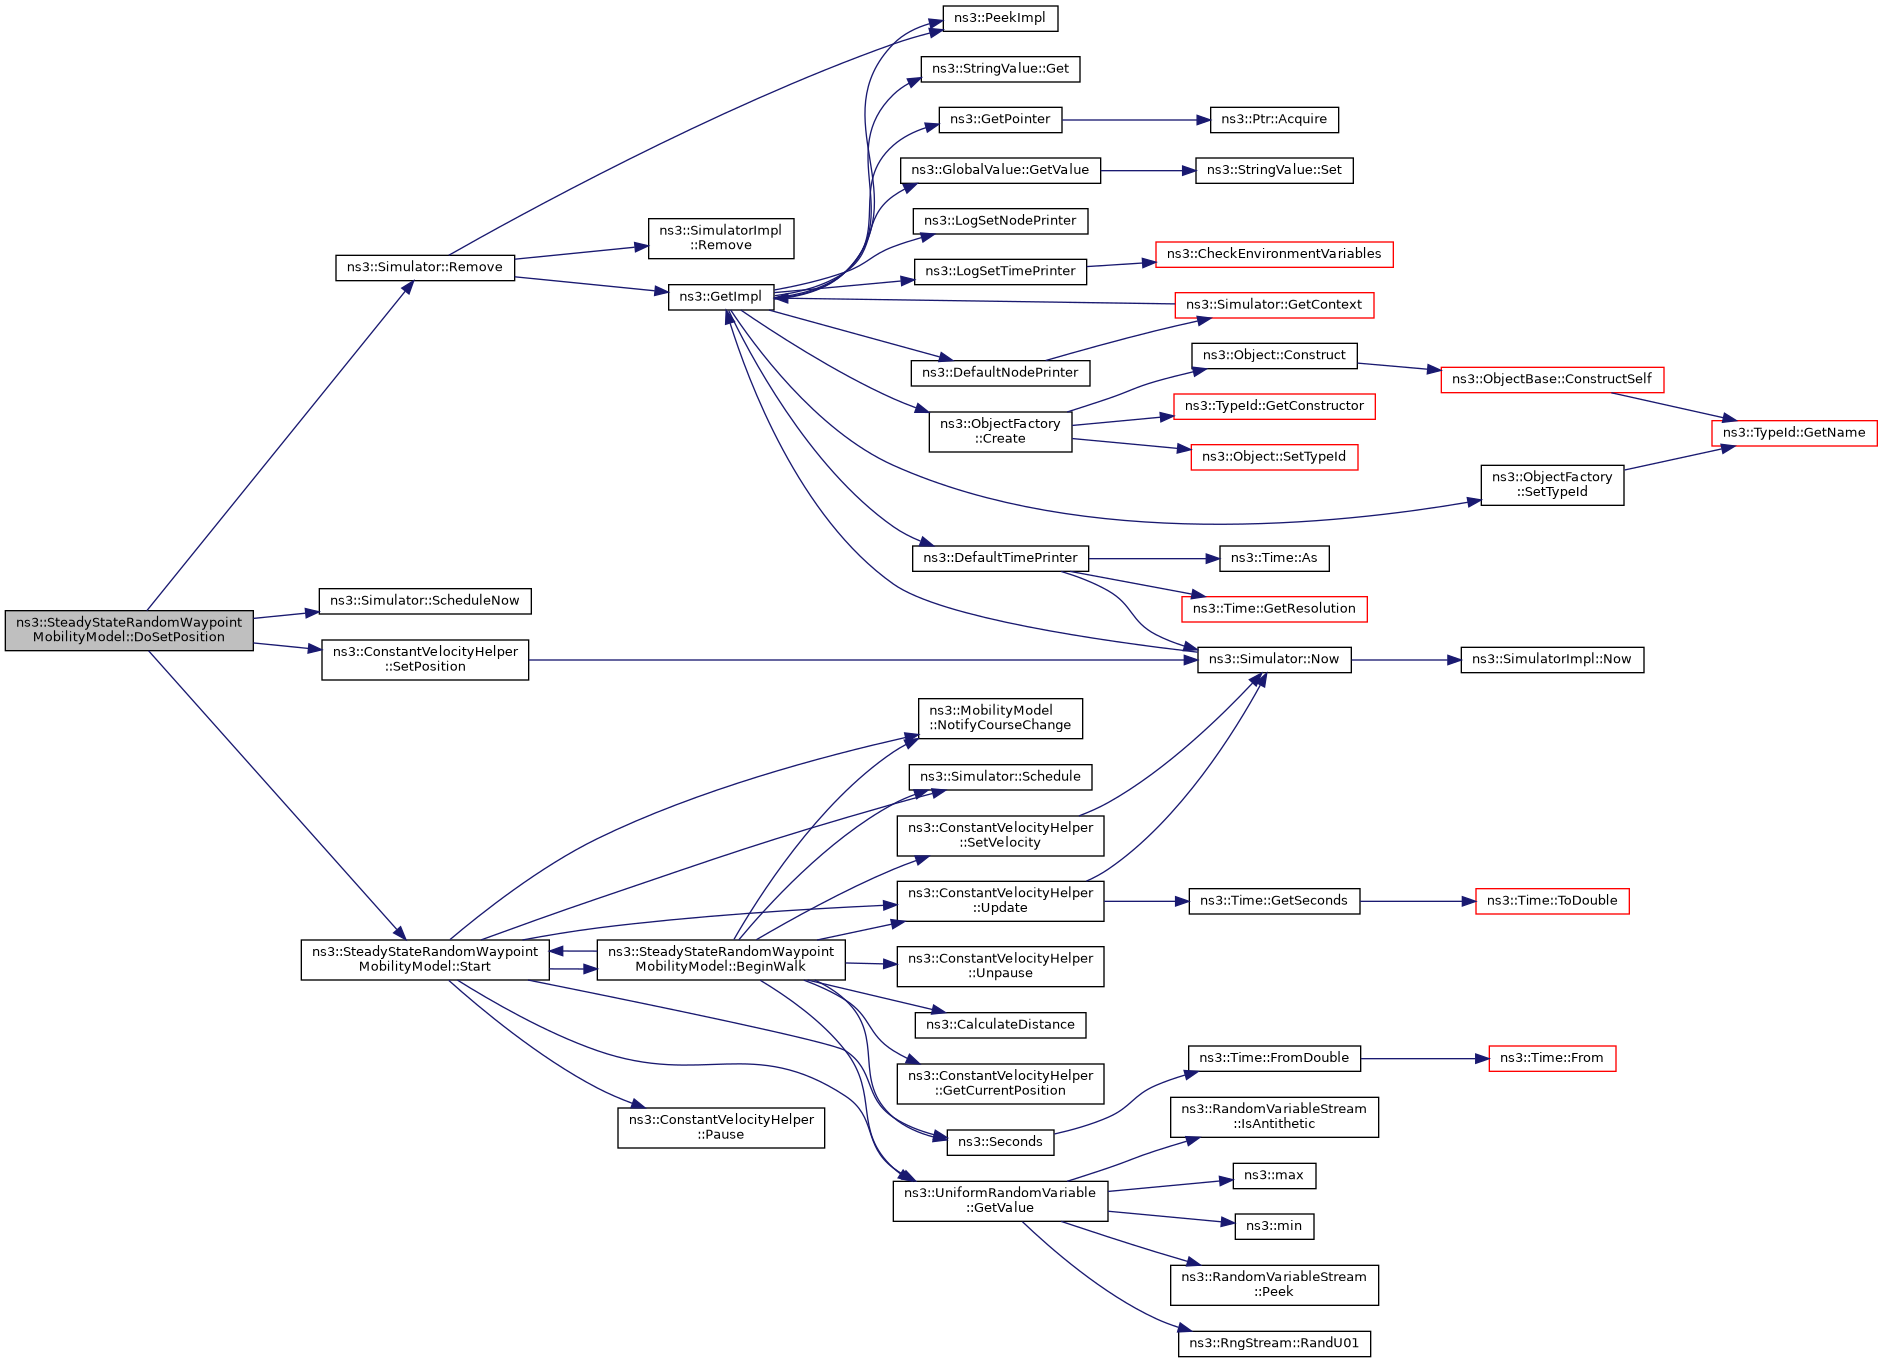 ns3::PeekImpl
ns3::StringValue::Get
ns3::GetPointer
ns3::Ptr::Acquire
ns3::GlobalValue::GetValue
ns3::StringValue::Set
ns3::LogSetNodePrinter
ns3::SimulatorImpl
::Remove
ns3::Simulator::Remove
ns3::LogSetTimePrinter
ns3::CheckEnvironmentVariables
ns3::GetImpl
ns3::Simulator::GetContext
ns3::DefaultNodePrinter
ns3::Object::Construct
ns3::ObjectBase::ConstructSelf
ns3::TypeId::GetConstructor
ns3::ObjectFactory
::Create
ns3::TypeId::GetName
ns3::Object::SetTypeId
ns3::ObjectFactory
::SetTypeId
ns3::DefaultTimePrinter
ns3::Time::As
ns3::Simulator::ScheduleNow
ns3::Time::GetResolution
ns3::SteadyStateRandomWaypoint
MobilityModel::DoSetPosition
ns3::ConstantVelocityHelper
::SetPosition
ns3::Simulator::Now
ns3::SimulatorImpl::Now
ns3::MobilityModel
::NotifyCourseChange
ns3::Simulator::Schedule
ns3::ConstantVelocityHelper
::SetVelocity
ns3::ConstantVelocityHelper
::Update
ns3::Time::GetSeconds
ns3::Time::ToDouble
ns3::SteadyStateRandomWaypoint
MobilityModel::Start
ns3::SteadyStateRandomWaypoint
MobilityModel::BeginWalk
ns3::ConstantVelocityHelper
::Unpause
ns3::CalculateDistance
ns3::ConstantVelocityHelper
::GetCurrentPosition
ns3::Time::FromDouble
ns3::Time::From
ns3::ConstantVelocityHelper
::Pause
ns3::Seconds
ns3::RandomVariableStream
::IsAntithetic
ns3::max
ns3::UniformRandomVariable
::GetValue
ns3::min
ns3::RandomVariableStream
::Peek
ns3::RngStream::RandU01